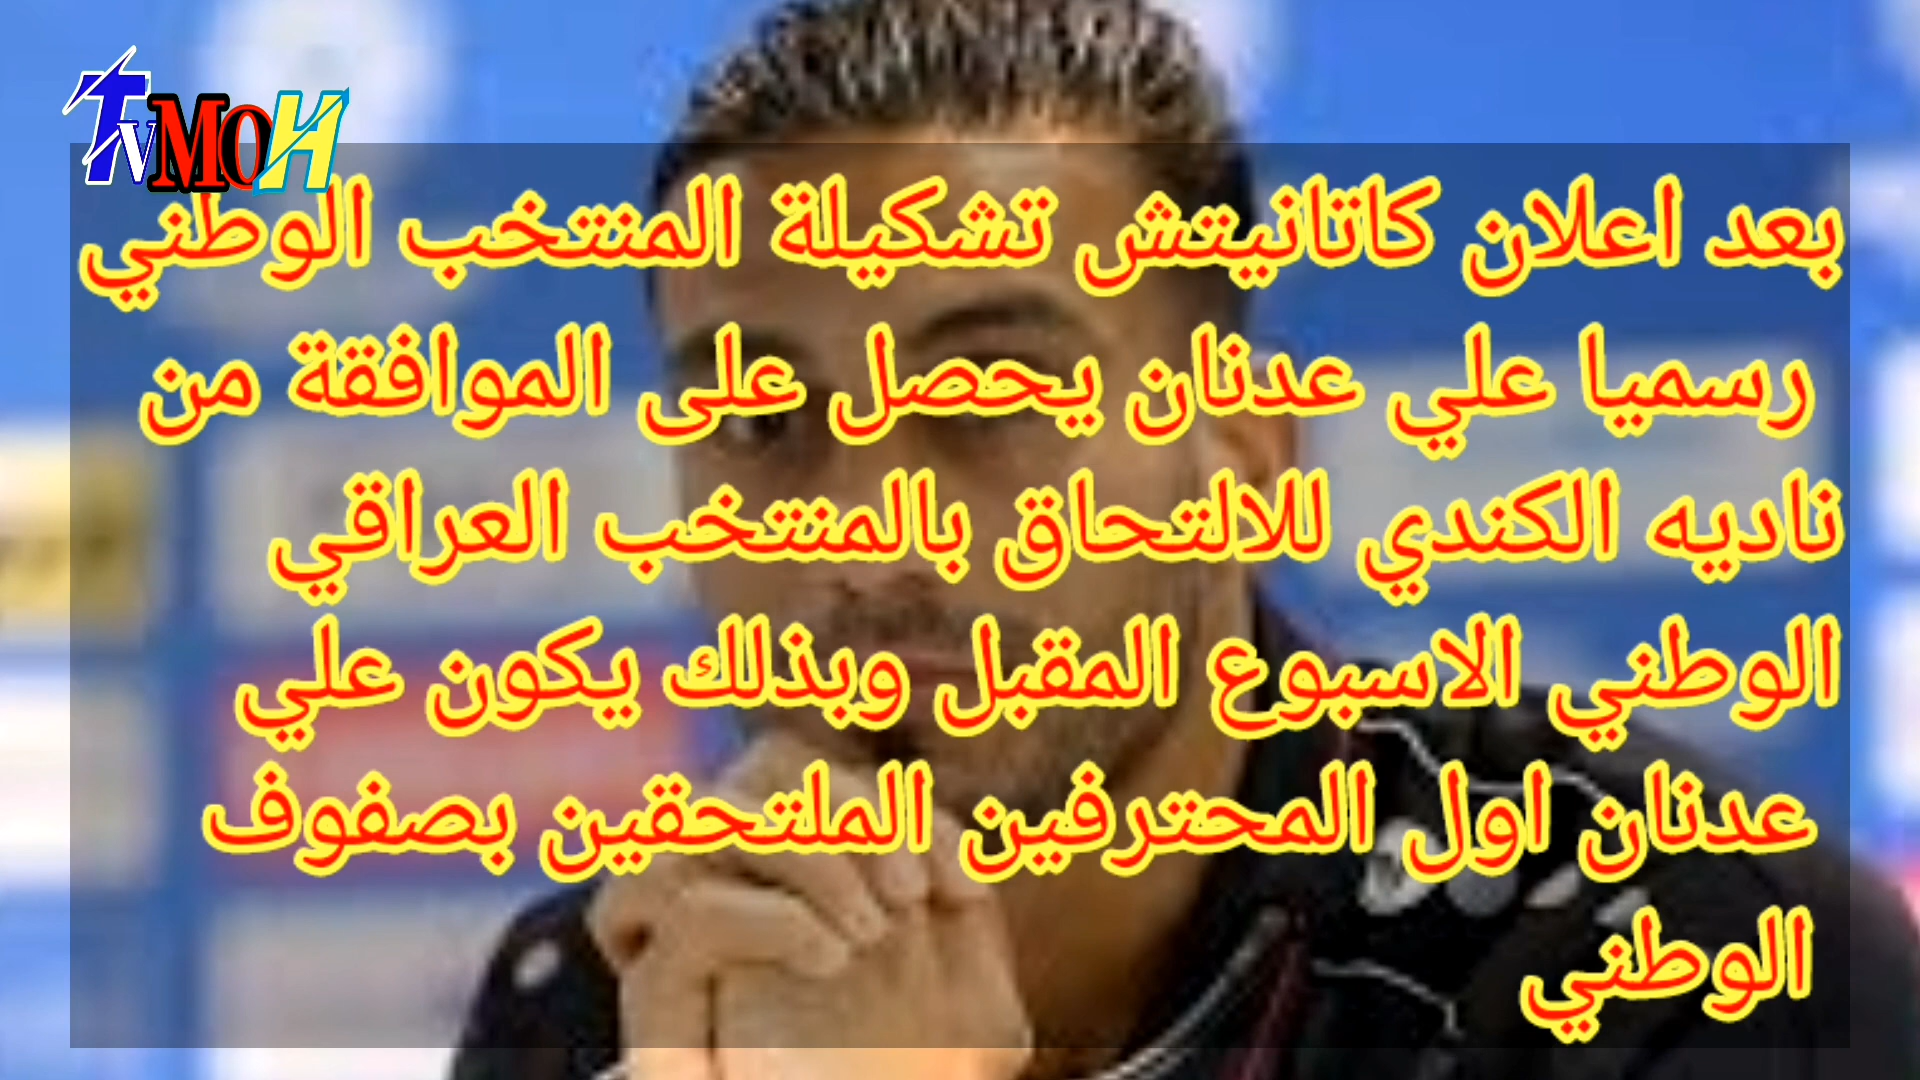 TvMOH
بعد اعلان كاتانيتش تشكيلة المنتخب الوطني
رسميا علي عدنان يحصل على الموافقة من
ناديه الكندي للالتحاق بالمنتخب العراقي
الوطني الاسبوع المقبل وبذلك يكون علي
عدنان اول المحترفين الملتحقين بصفوف
الوطني